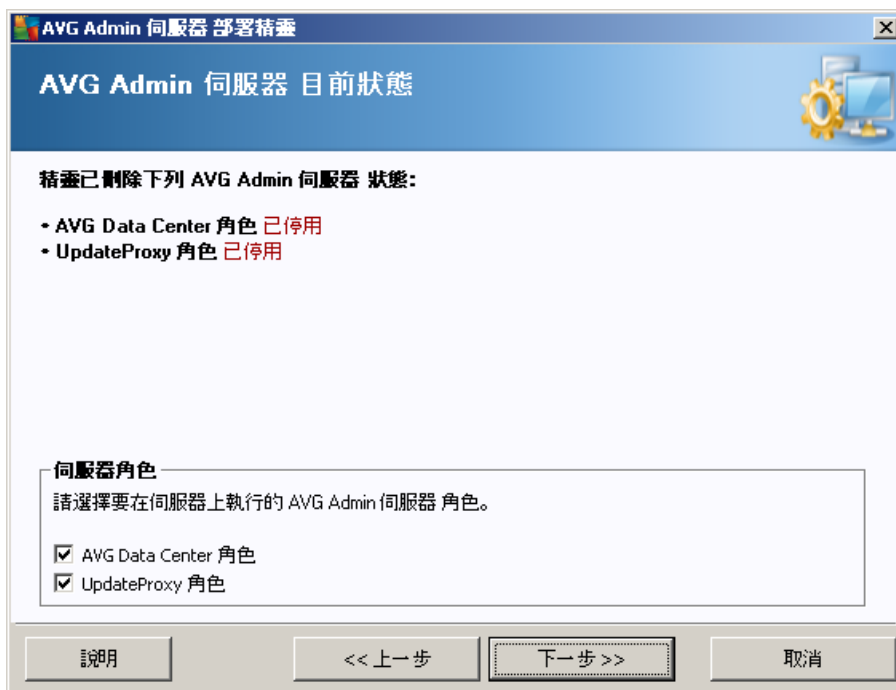 AVG Admin 伺服器 部署精靈
AVG Admin 伺服器 目前狀態
精靈已刪除下列 AVG Admin 伺服器 狀態:
• AVG Data Center 角色 已停用
• UpdateProxy 角色 已停用
伺服器角色
請選擇要在伺服器上執行的 AVG Admin 伺服器 角色。
AVG Data Center 角色
UpdateProxy 角色
說明
<< 上一步
下一步 >>
取消